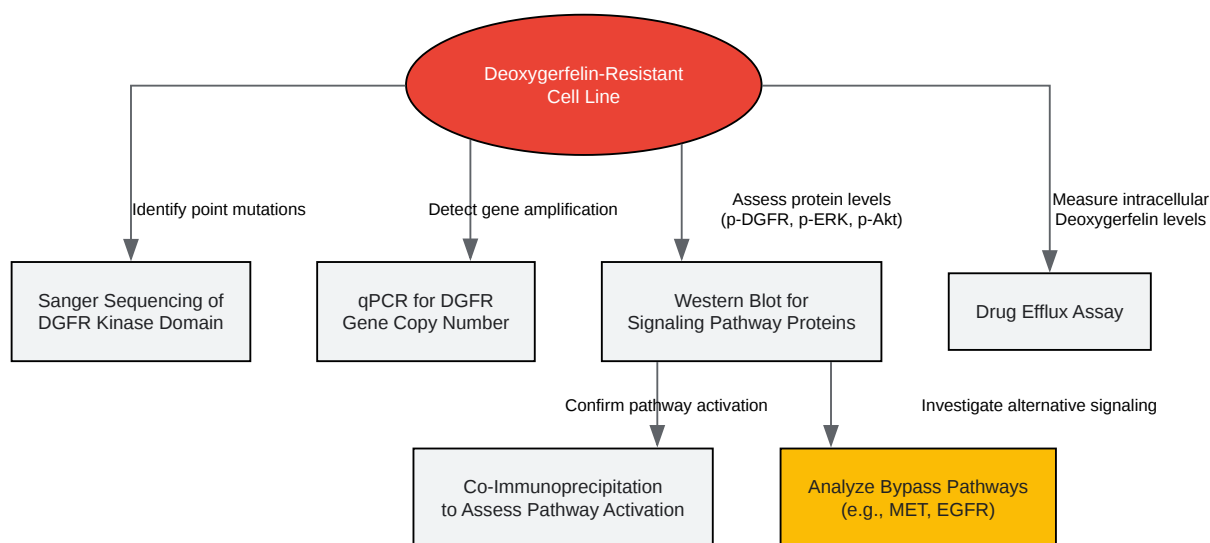 Deoxygerfelin-Resistant
Cell Line
Identify point mutations
Detect gene amplification
Assess protein levels
(p-DGFR, p-ERK, p-Akt)
Measure intracellular
Deoxygerfelin levels
Sanger Sequencing of
DGFR Kinase Domain
qPCR for DGFR
Gene Copy Number
Western Blot for
Signaling Pathway Proteins
Drug Efflux Assay
Confirm pathway activation
Investigate alternative signaling
Co-Immunoprecipitation
to Assess Pathway Activation
Analyze Bypass Pathways
(e.g., MET, EGFR)